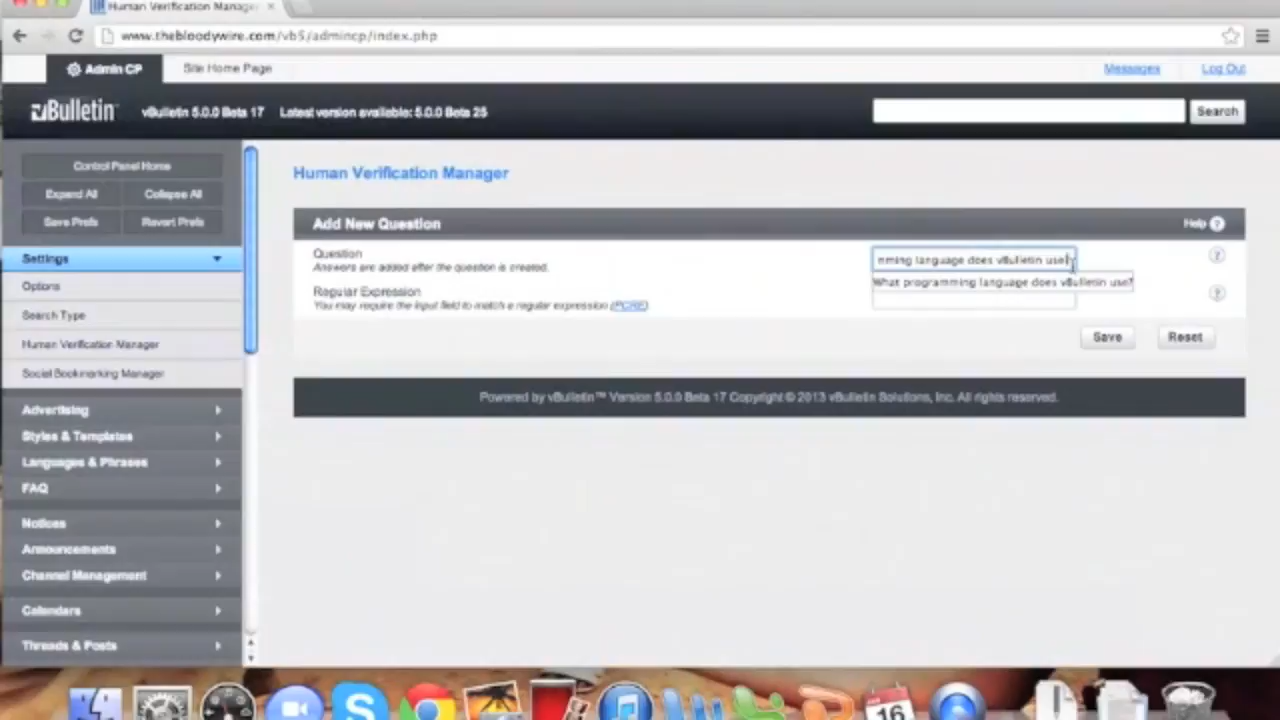 Human Verification Manager
www.thebloodywire.com/vb5/admincp/index.php
Admin CP
Site Home Page
Messages
Log Out
vBulletin
vBulletin 5.0.0 Beta 17
Latest version available: 5.0.0 Beta 25
Search
Control Panel Home
Expand All
Collapse All
Save Prefs
Revert Prefs
Settings
Options
Search Type
Human Verification Manager
Social Bookmarking Manager
Advertising
Styles & Templates
Languages & Phrases
FAQ
Notices
Announcements
Channel Management
Calendars
Threads & Posts
Human Verification Manager
Add New Question
Help
Question
Answers are added after the question is created.
nming language does vBulletin use?
What programming language does vBulletin use?
Regular Expression
You may require the input field to match a regular expression (PCRE)
Save
Reset
Powered by vBulletin™ Version 5.0.0 Beta 17 Copyright © 2013 vBulletin Solutions, Inc. All rights reserved.
16